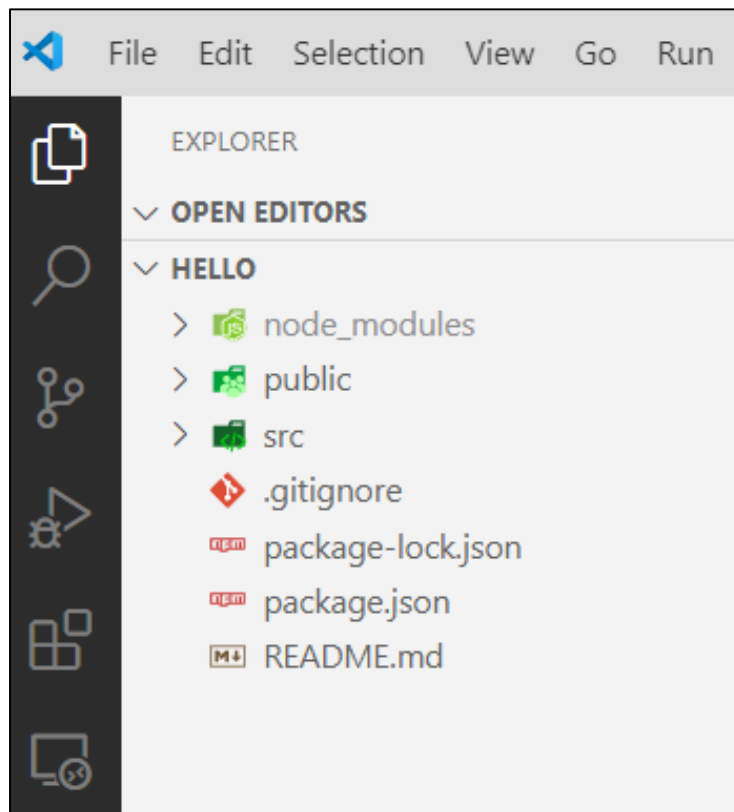 File Edit Selection View Go Run
EXPLORER
OPEN EDITORS
HELLO
node_modules
public
src
.gitignore
package-lock.json
package.json
README.md